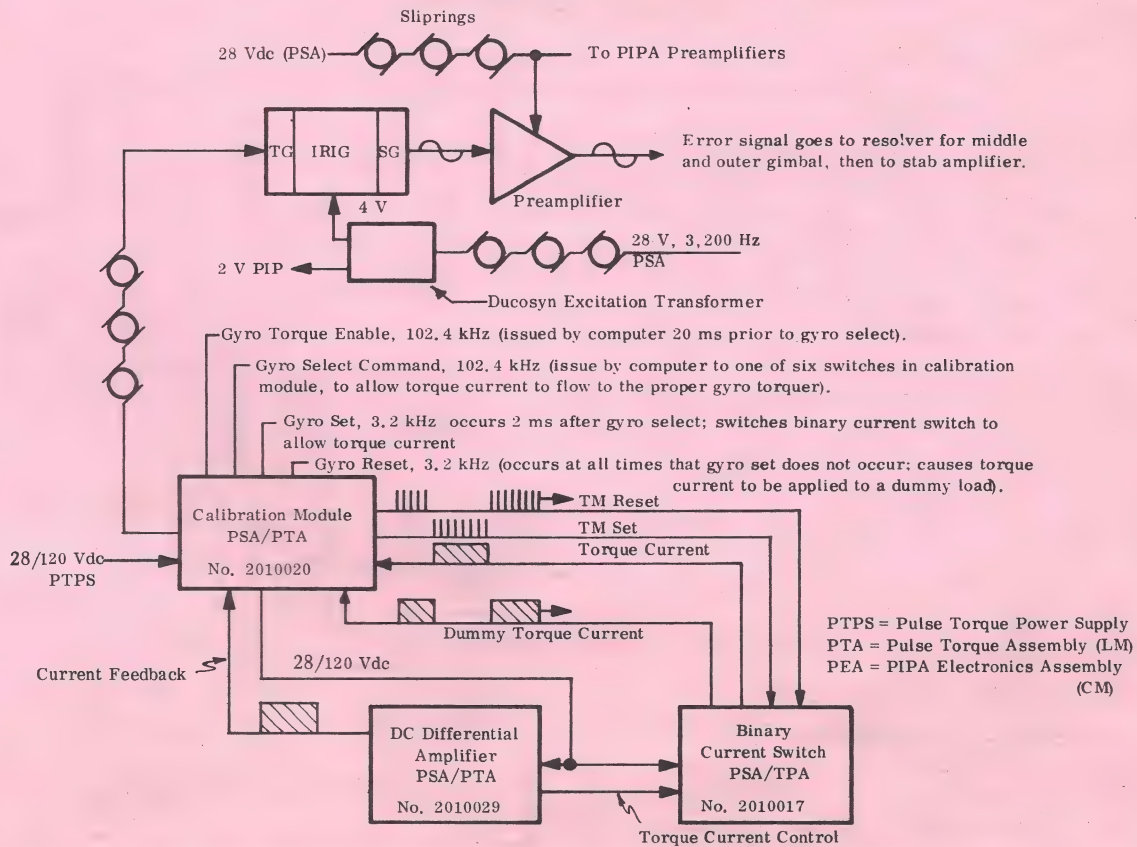 Sliprings
28 Vdc (PSA)
To PIPA Preamplifiers
TG
IRIG
SG
Error signal goes to resolver for middle
and outer gimbal, then to stab amplifier.
4 V
Preamplifier
28 V, 3,200 Hz
PSA
2 V PIP
Ducosyn Excitation Transformer
Gyro Torque Enable, 102.4 kHz (issued by computer 20 ms prior to gyro select).
Gyro Select Command, 102.4 kHz (issue by computer to one of six switches in calibration
module, to allow torque current to flow to the proper gyro torquer).
Gyro Set, 3.2 kHz occurs 2 ms after gyro select; switches binary current switch to
allow torque current
Gyro Reset, 3.2 kHz (occurs at all times that gyro set does not occur; causes torque
current to be applied to a dummy load).
Calibration Module
PSA/PTA
No. 2010020
TM Reset
TM Set
Torque Current
28/120 Vdc
PTPS
Dummy Torque Current
PTPS = Pulse Torque Power Supply
PTA = Pulse Torque Assembly (LM)
PEA = PIPA Electronics Assembly
(CM)
Current Feedback
28/120 Vdc
DC Differential
Amplifier
PSA/PTA
No. 2010029
Binary
Current Switch
PSA/TPA
No. 2010017
Torque Current Control